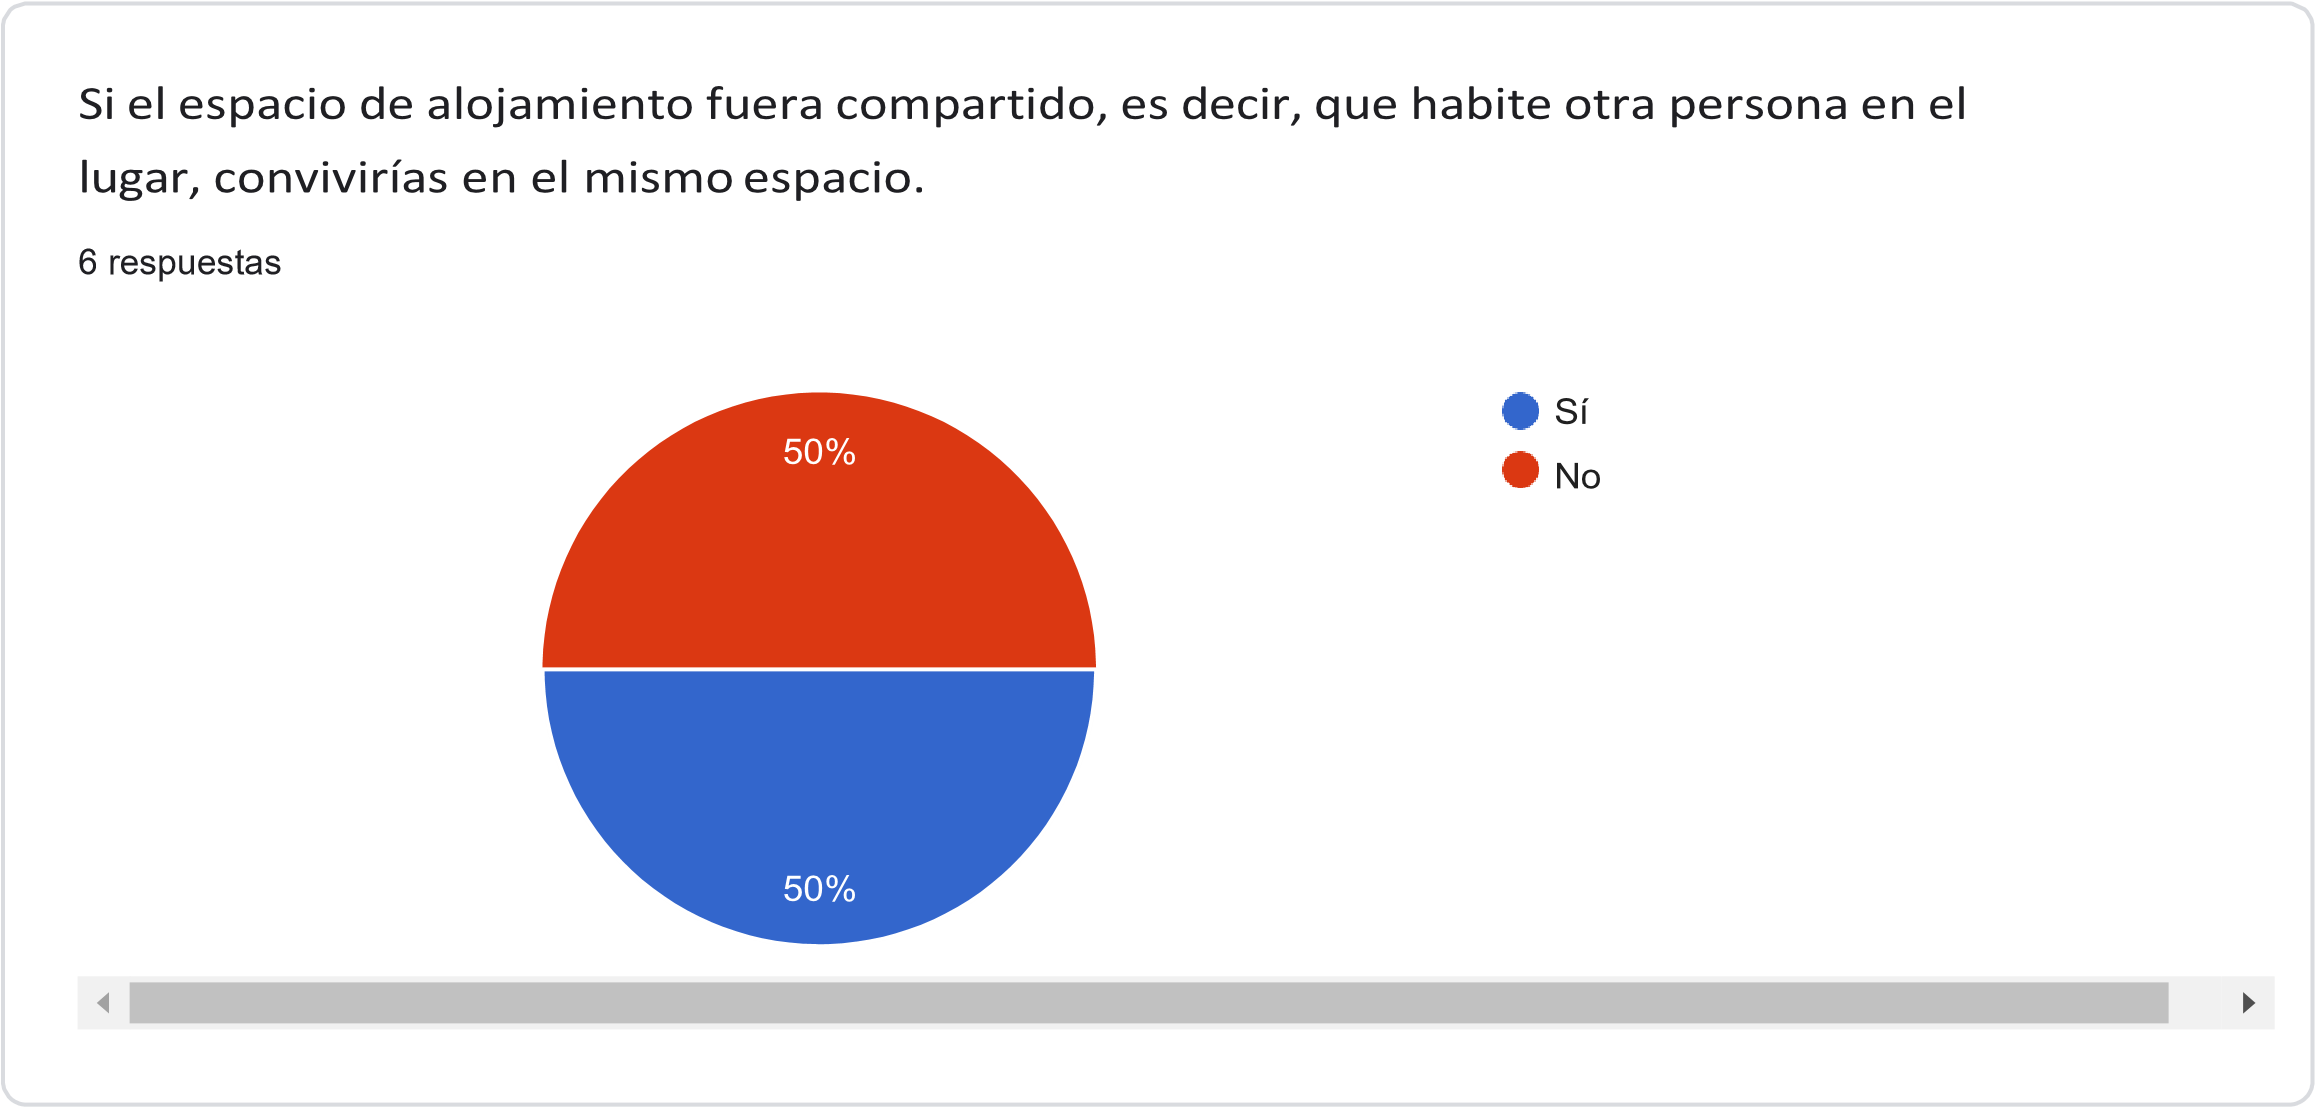 Si el espacio de alojamiento fuera compartido, es decir, que habite otra persona en el
lugar, convivirías en el mismo espacio.
6 respuestas
Sí
No
50%
50%